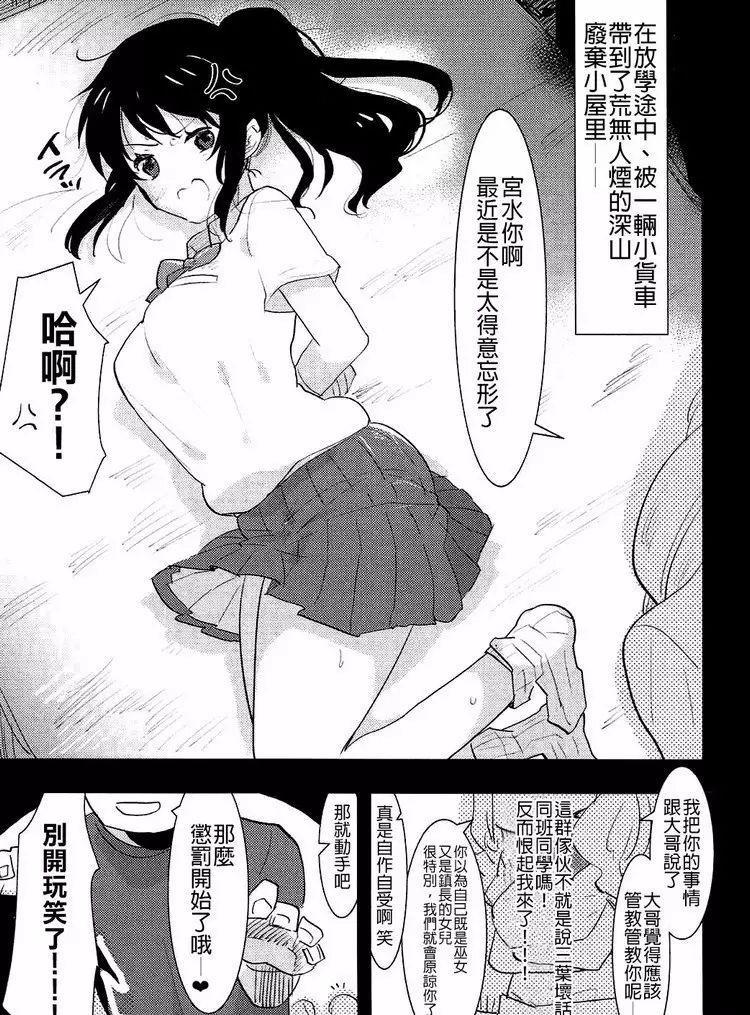 在放學途中、被一輛小貨車
帶到了荒無人煙的深山
廢棄小屋里——
宮水你啊
最近是不是太得意忘形了
哈啊?!
我把你的事情
跟大哥說了
大哥覺得應該
管教管教你呢——
這群傢伙不就是說三葉壞話
同班同學嗎!
反而恨起我來了!!!!
你以為自己既是巫女
又是鎮長的女兒
很特別，我們就會原諒你了
真是自作自受啊 笑
那就動手吧
那麼
懲罰開始了哦—♥
別開玩笑了!!!!!